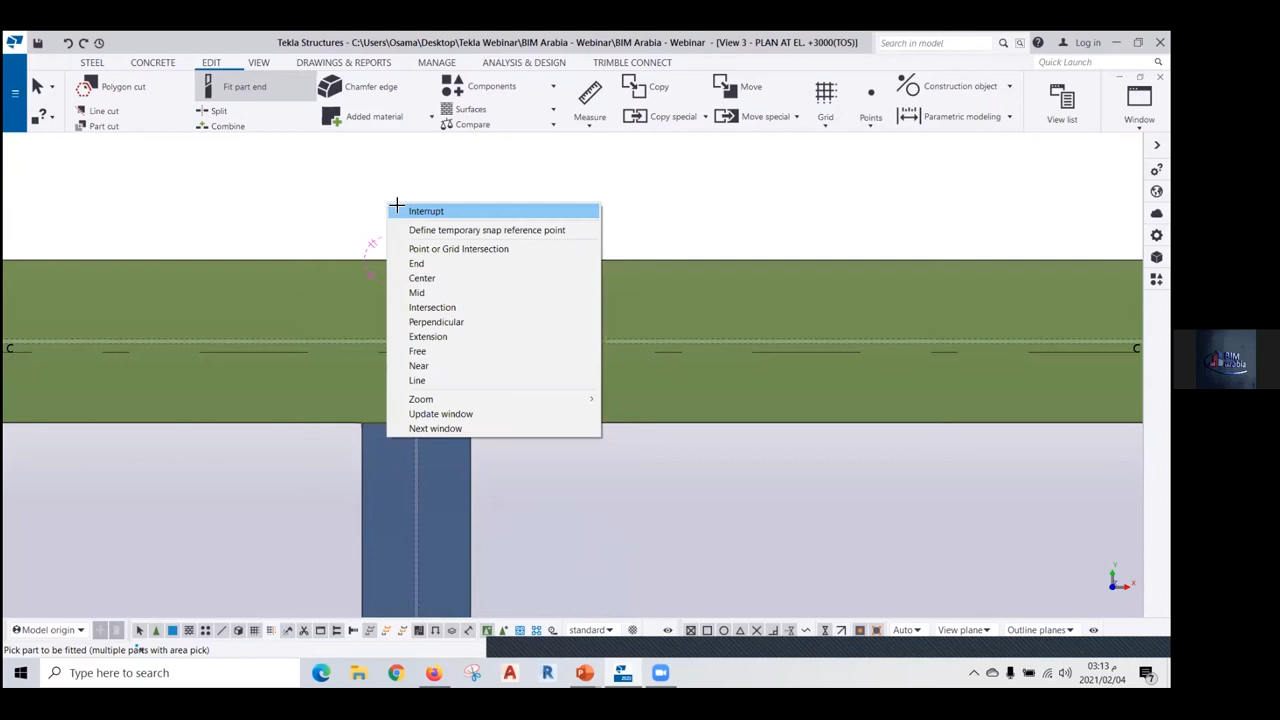 Tekla Structures - C:\Users\Osama\Desktop\Tekla Webinar\BIM Arabia - Webinar\BIM Arabia - Webinar - [View 3 - PLAN AT EL. +3000(TOS)]
Search in model
Log in
STEEL CONCRETE EDIT VIEW DRAWINGS & REPORTS MANAGE ANALYSIS & DESIGN TRIMBLE CONNECT
Quick Launch
Polygon cut
Line cut
Part cut
Fit part end
Split
Combine
Chamfer edge
Added material
Components
Surfaces
Compare
Measure
Copy
Copy special
Move
Move special
Grid
Points
Construction object
Parametric modeling
View list
Window
Interrupt
Define temporary snap reference point
Point or Grid Intersection
End
Center
Mid
Intersection
Perpendicular
Extension
Free
Near
Line
Zoom
Update window
Next window
C
C
BIM
arabia
Y
X
Model origin
standard
Auto
View plane
Outline planes
Pick part to be fitted (multiple parts with area pick)
Type here to search
03:13 م
2021/02/04
7